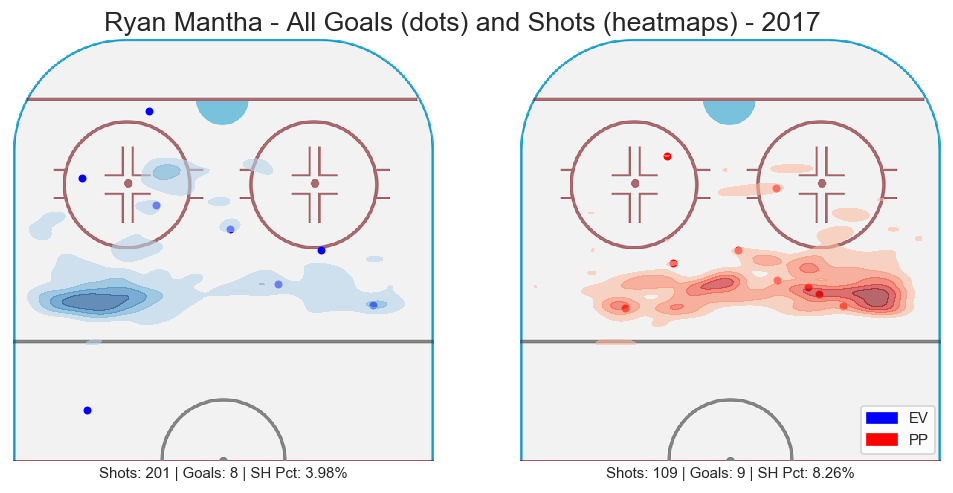 Ryan Mantha - All Goals (dots) and Shots (heatmaps) - 2017
EV
PP
Shots: 201 | Goals: 8 | SH Pct: 3.98%
Shots: 109 | Goals: 9 | SH Pct: 8.26%